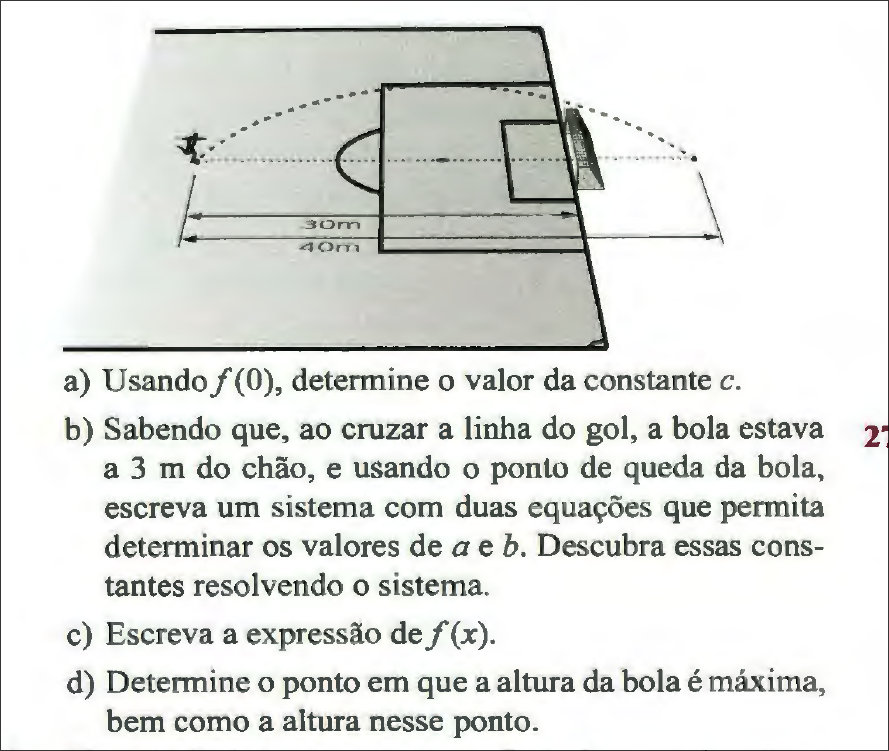 30m
40m
a) Usando f(0), determine o valor da constante c.
b) Sabendo que, ao cruzar a linha do gol, a bola estava
27
a 3 m do chão, e usando o ponto de queda da bola,
escreva um sistema com duas equações que permita
determinar os valores de a e b. Descubra essas cons-
tantes resolvendo o sistema.
c) Escreva a expressão de f(x).
d) Determine o ponto em que a altura da bola é máxima,
bem como a altura nesse ponto.